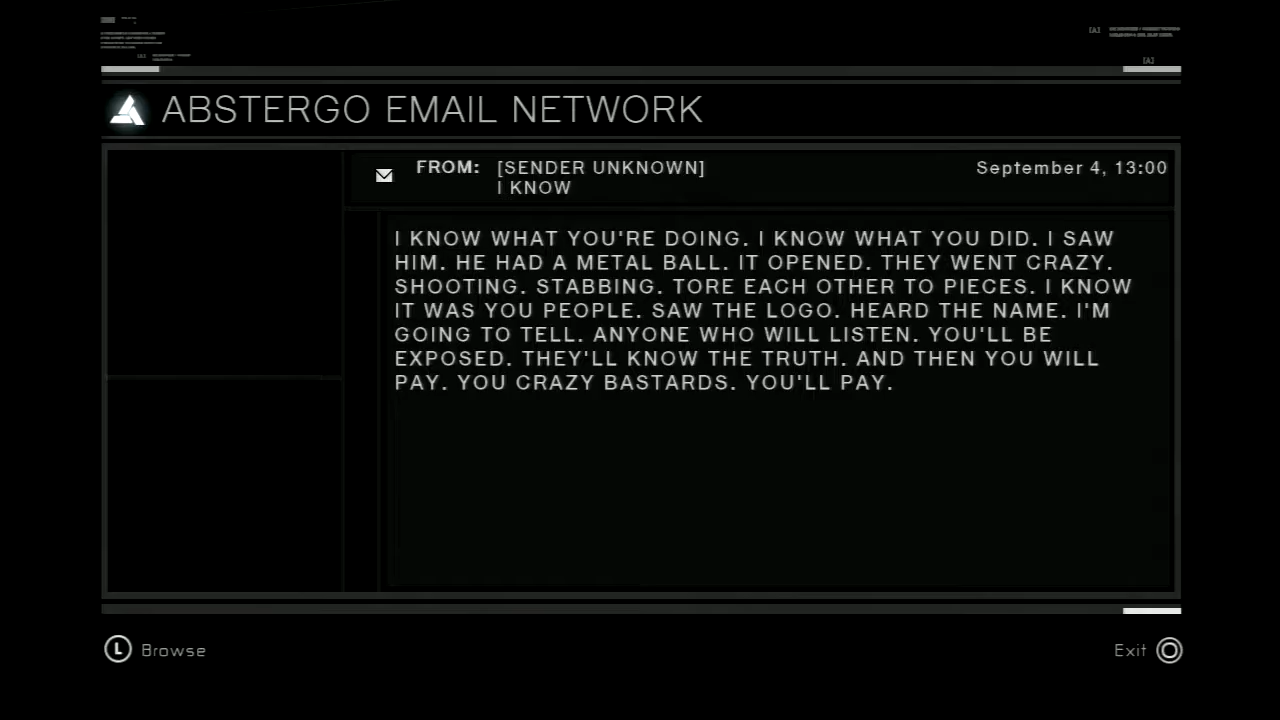 ABSTERGO EMAIL NETWORK
FROM: [SENDER UNKNOWN] September 4, 13:00
I KNOW
I KNOW WHAT YOU'RE DOING. I KNOW WHAT YOU DID. I SAW
HIM. HE HAD A METAL BALL. IT OPENED. THEY WENT CRAZY.
SHOOTING. STABBING. TORE EACH OTHER TO PIECES. I KNOW
IT WAS YOU PEOPLE. SAW THE LOGO. HEARD THE NAME. I'M
GOING TO TELL. ANYONE WHO WILL LISTEN. YOU'LL BE
EXPOSED. THEY'LL KNOW THE TRUTH. AND THEN YOU WILL
PAY. YOU CRAZY BASTARDS. YOU'LL PAY.
L Browse Exit